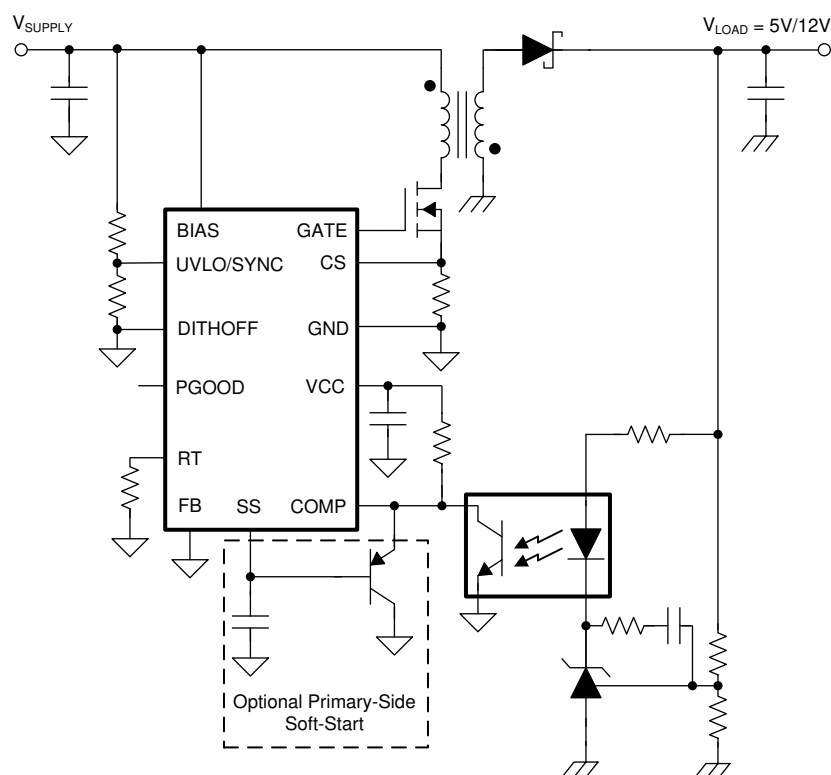 VSUPPLY
VLOAD = 5V/12V
BIAS
GATE
UVLO/SYNC
CS
DITHOFF
GND
PGOOD
VCC
RT
FB
SS
COMP
Optional Primary-Side
Soft-Start